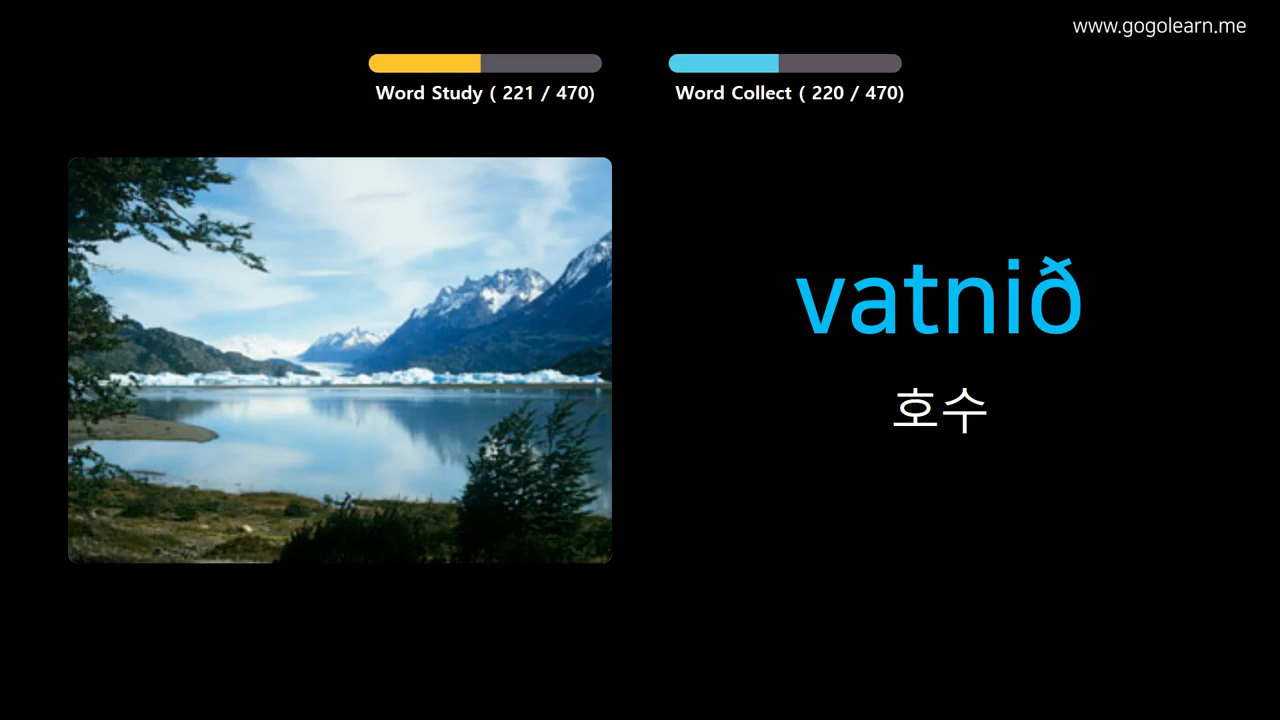 www.gogolearn.me
Word Study ( 221 / 470)
Word Collect ( 220 / 470)
vatnið
호수